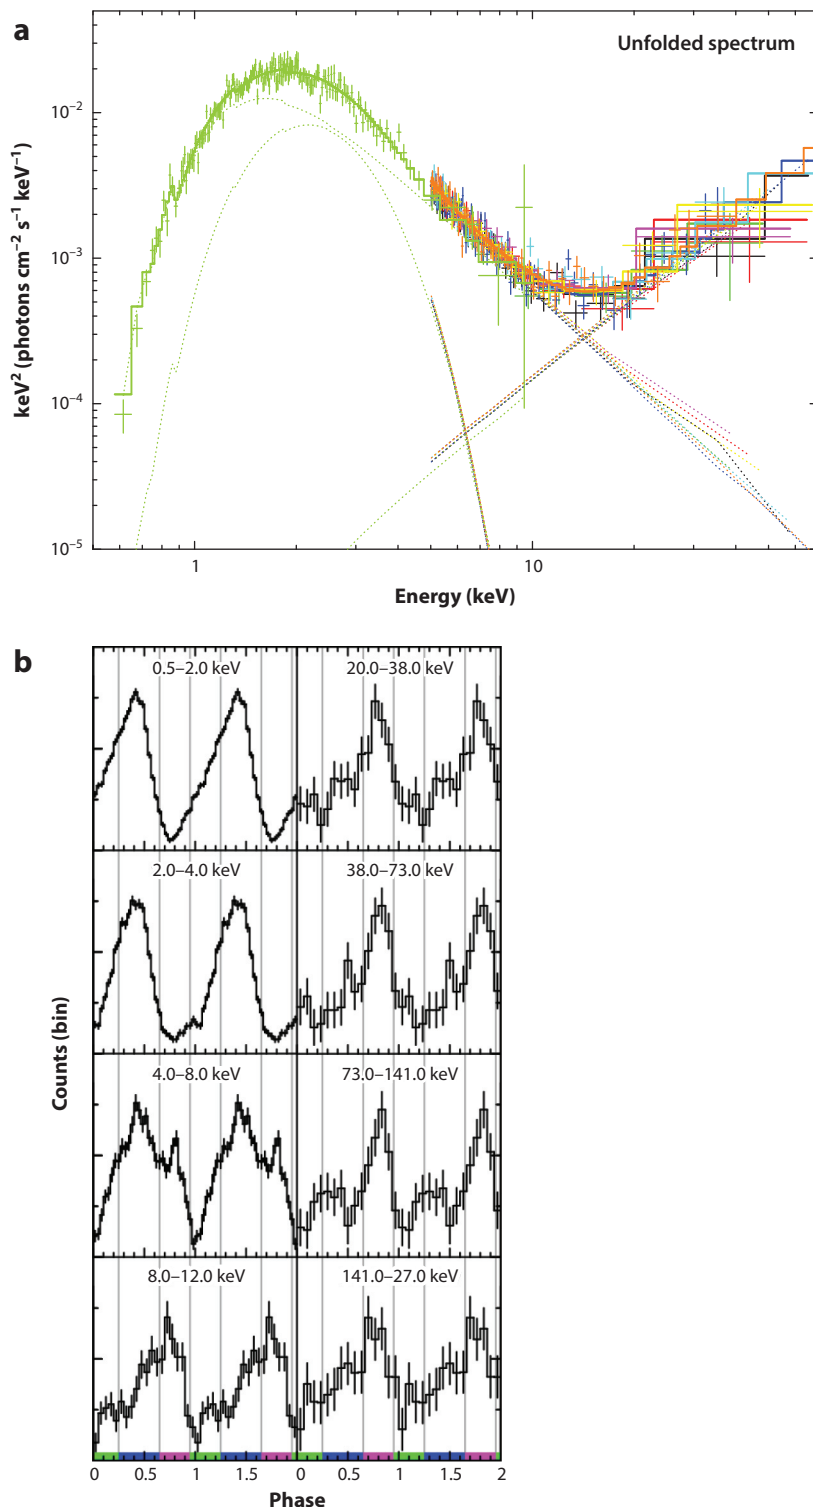 a
Unfolded spectrum
10⁻²
10⁻³
10⁻⁴
10⁻⁵
keV² (photons cm⁻² s⁻¹ keV⁻¹)
1
10
Energy (keV)
b
0.5–2.0 keV
20.0–38.0 keV
2.0–4.0 keV
38.0–73.0 keV
4.0–8.0 keV
73.0–141.0 keV
8.0–12.0 keV
141.0–27.0 keV
Counts (bin)
0 0.5 1 1.5 0 0.5 1 1.5 2
Phase